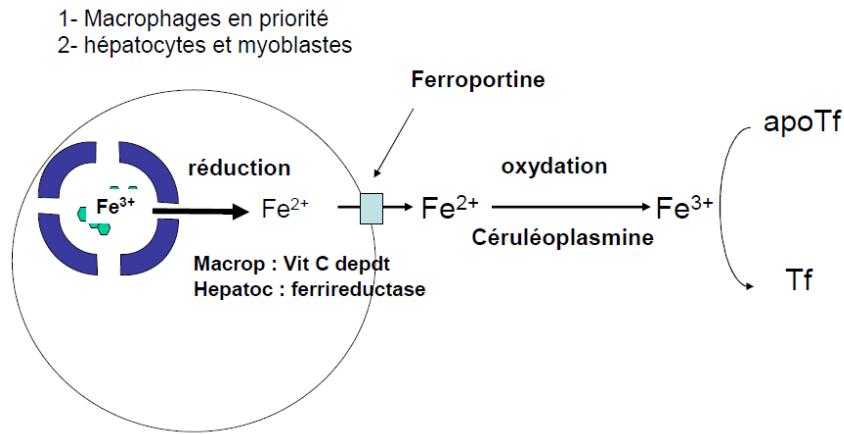 1- Macrophages en priorité
2- hépatocytes et myoblastes
Ferroportine
apoTf
réduction
oxydation
Fe³⁺
Fe²⁺
Fe²⁺
Fe³⁺
Céruléoplasmine
Macrop : Vit C depdt
Hepatoc : ferrireductase
Tf